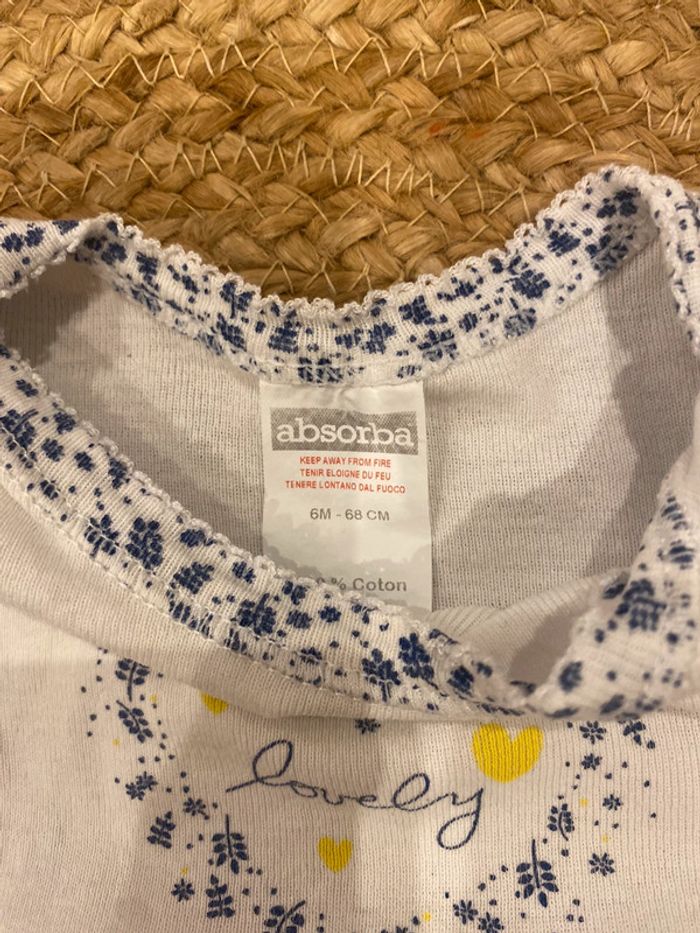 absorba
KEEP AWAY FROM FIRE
TENIR ELOIGNE DU FEU
TENERE LONTANO DAL FUOCO
6M - 68 CM
% Coton
lovely